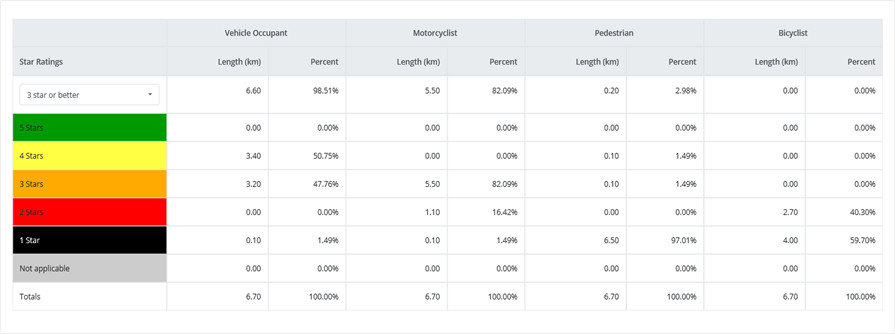 Vehicle Occupant Motorcyclist Pedestrian Bicyclist
Star Ratings Length (km) Percent Length (km) Percent Length (km) Percent Length (km) Percent
3 star or better 6.60 98.51% 5.50 82.09% 0.20 2.98% 0.00 0.00%
5 Stars 0.00 0.00% 0.00 0.00% 0.00 0.00% 0.00 0.00%
4 Stars 3.40 50.75% 0.00 0.00% 0.10 1.49% 0.00 0.00%
3 Stars 3.20 47.76% 5.50 82.09% 0.10 1.49% 0.00 0.00%
2 Stars 0.00 0.00% 1.10 16.42% 0.00 0.00% 2.70 40.30%
1 Star 0.10 1.49% 0.10 1.49% 6.50 97.01% 4.00 59.70%
Not applicable 0.00 0.00% 0.00 0.00% 0.00 0.00% 0.00 0.00%
Totals 6.70 100.00% 6.70 100.00% 6.70 100.00% 6.70 100.00%